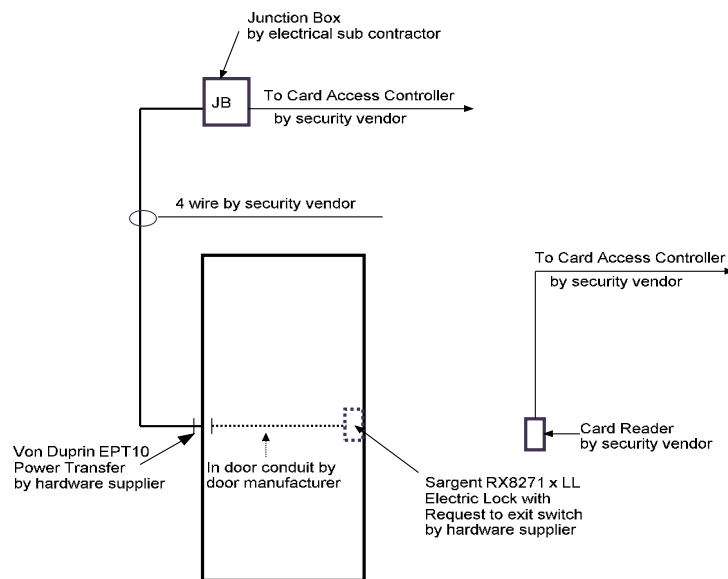 Junction Box
by electrical sub contractor
JB
To Card Access Controller
by security vendor
4 wire by security vendor
To Card Access Controller
by security vendor
Von Duprin EPT10
Power Transfer
by hardware supplier
In door conduit by
door manufacturer
Sargent RX8271 x LL
Electric Lock with
Request to exit switch
by hardware supplier
Card Reader
by security vendor